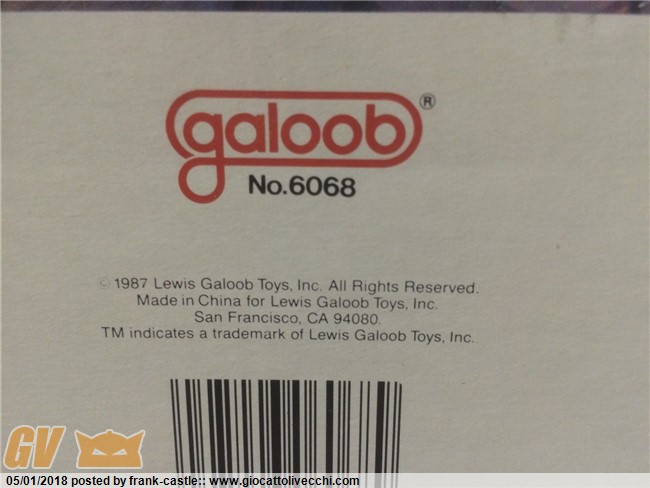 galoob®
No.6068
© 1987 Lewis Galoob Toys, Inc. All Rights Reserved.
Made in China for Lewis Galoob Toys, Inc.
San Francisco, CA 94080.
TM indicates a trademark of Lewis Galoob Toys, Inc.
GV
05/01/2018 posted by frank-castle:: www.giocattolivecchi.com